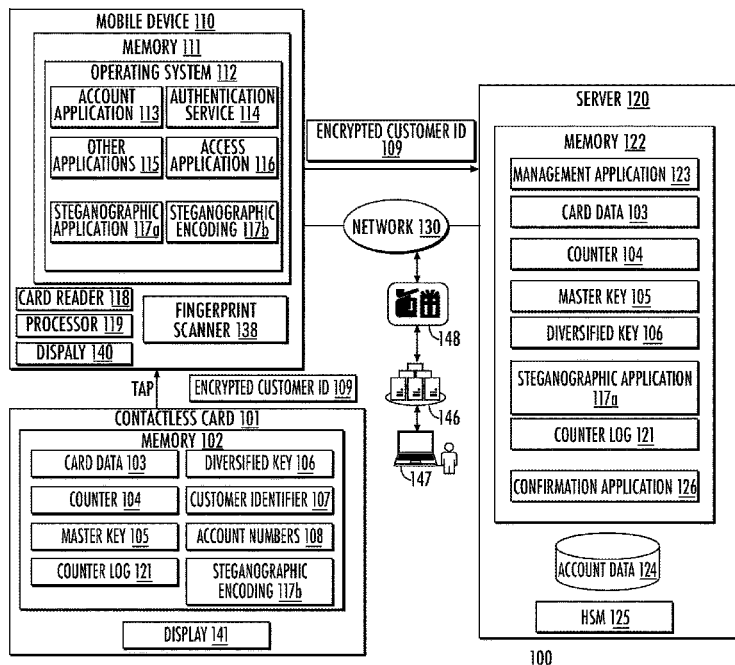 MOBILE DEVICE 110
MEMORY 111
OPERATING SYSTEM 112
ACCOUNT
APPLICATION 113
AUTHENTICATION
SERVICE 114
OTHER
APPLICATIONS 115
ACCESS
APPLICATION 116
STEGANOGRAPHIC
APPLICATION 117a
STEGANOGRAPHIC
ENCODING 117b
CARD READER 118
PROCESSOR 119
DISPALY 140
FINGERPRINT
SCANNER 138
ENCRYPTED CUSTOMER ID
109
NETWORK 130
148
146
147
TAP
ENCRYPTED CUSTOMER ID 109
CONTACTLESS CARD 101
MEMORY 102
CARD DATA 103
DIVERSIFIED KEY 106
COUNTER 104
CUSTOMER IDENTIFIER 107
MASTER KEY 105
ACCOUNT NUMBERS 108
COUNTER LOG 121
STEGANOGRAPHIC
ENCODING 117b
DISPLAY 141
SERVER 120
MEMORY 122
MANAGEMENT APPLICATION 123
CARD DATA 103
COUNTER 104
MASTER KEY 105
DIVERSIFIED KEY 106
STEGANOGRAPHIC APPLICATION
117a
COUNTER LOG 121
CONFIRMATION APPLICATION 126
ACCOUNT DATA 124
HSM 125
100